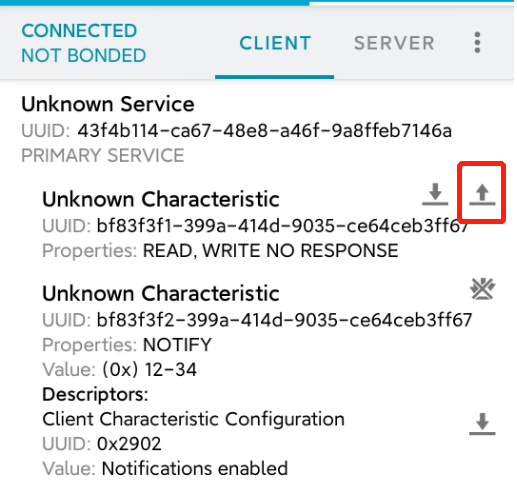 CONNECTED
NOT BONDED
CLIENT
SERVER
Unknown Service
UUID: 43f4b114-ca67-48e8-a46f-9a8ffeb7146a
PRIMARY SERVICE
Unknown Characteristic
UUID: bf83f3f1-399a-414d-9035-ce64ceb3ff67
Properties: READ, WRITE NO RESPONSE
Unknown Characteristic
UUID: bf83f3f2-399a-414d-9035-ce64ceb3ff67
Properties: NOTIFY
Value: (0x) 12-34
Descriptors:
Client Characteristic Configuration
UUID: 0x2902
Value: Notifications enabled